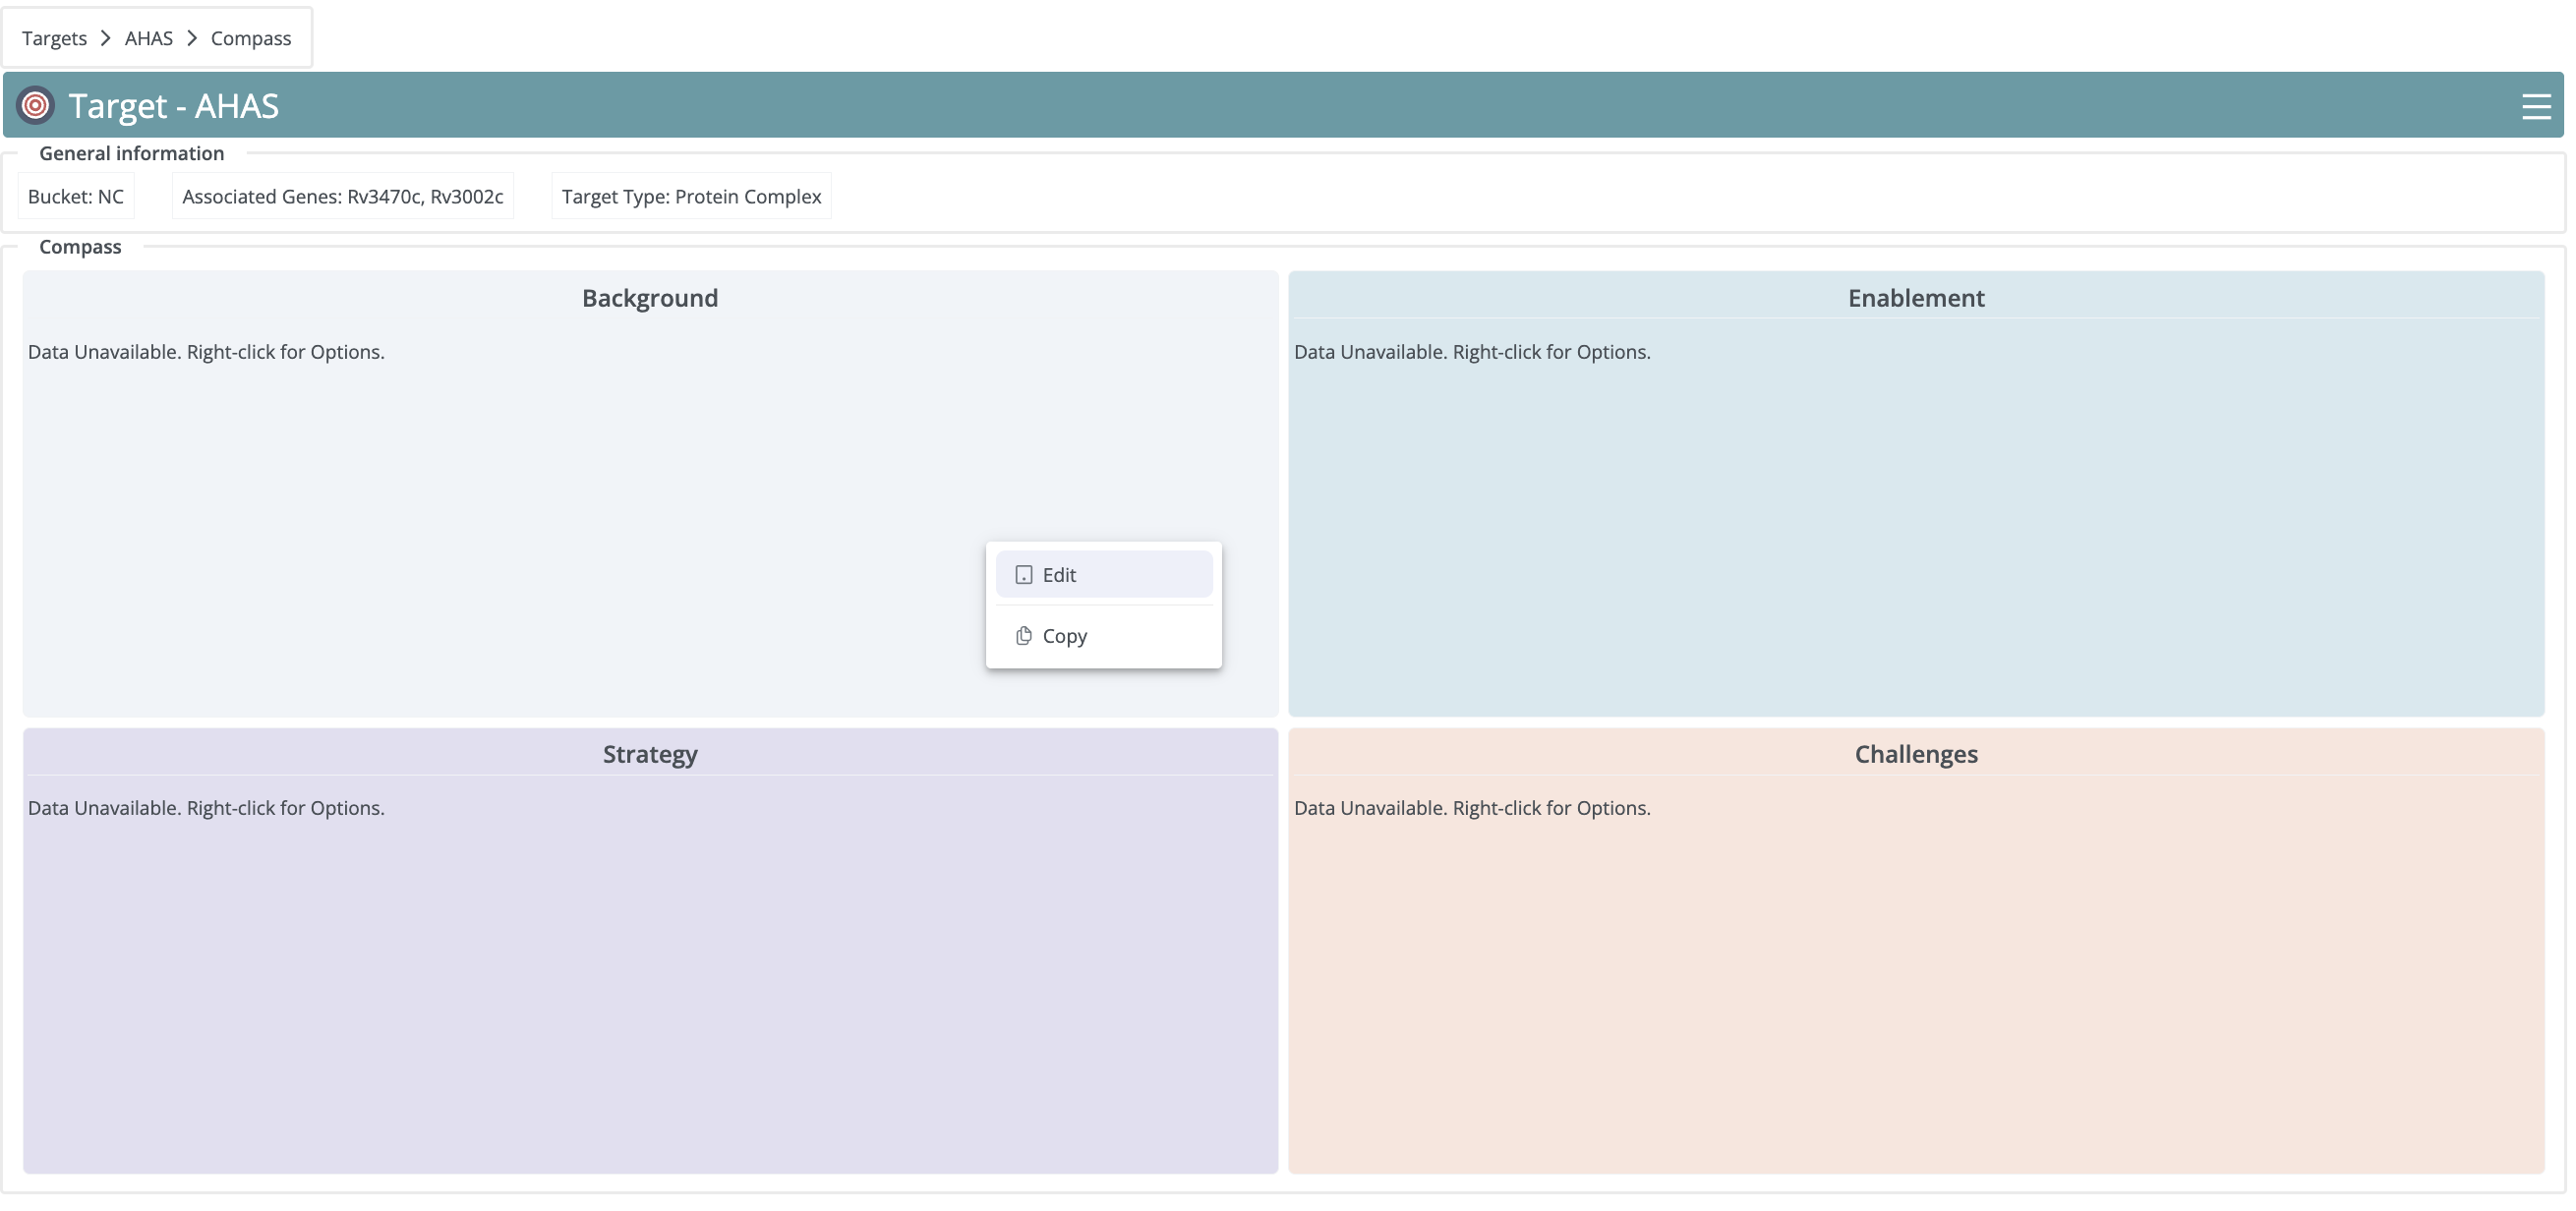 Targets > AHAS > Compass
Target - AHAS
General information
Bucket: NC
Associated Genes: Rv3470c, Rv3002c
Target Type: Protein Complex
Compass
Background
Data Unavailable. Right-click for Options.
Edit
Copy
Enablement
Data Unavailable. Right-click for Options.
Strategy
Data Unavailable. Right-click for Options.
Challenges
Data Unavailable. Right-click for Options.